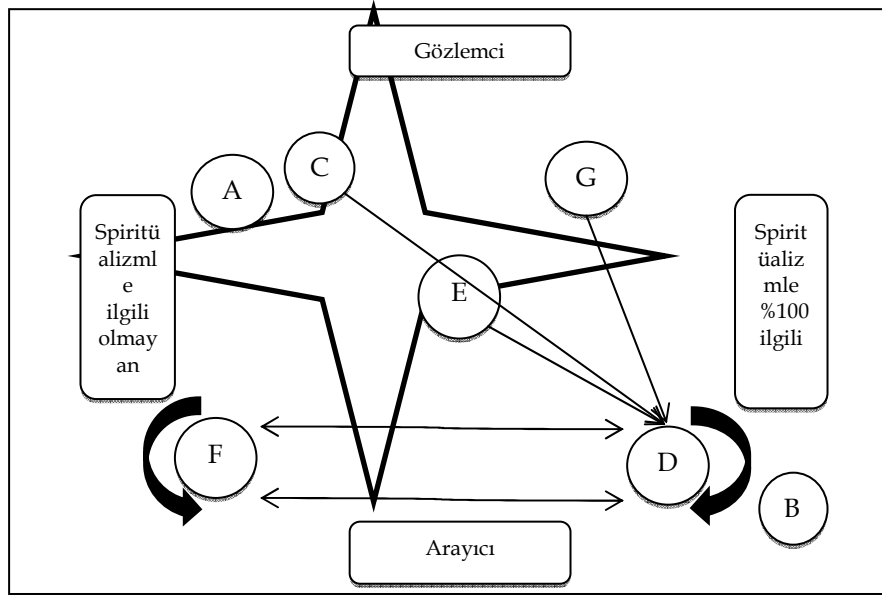 Gözlemci
C
G
A
Spiritü
alizml
e
ilgili
olmay
an
Spirit
üaliz
mle
%100
ilgili
E
F
D
B
Arayıcı